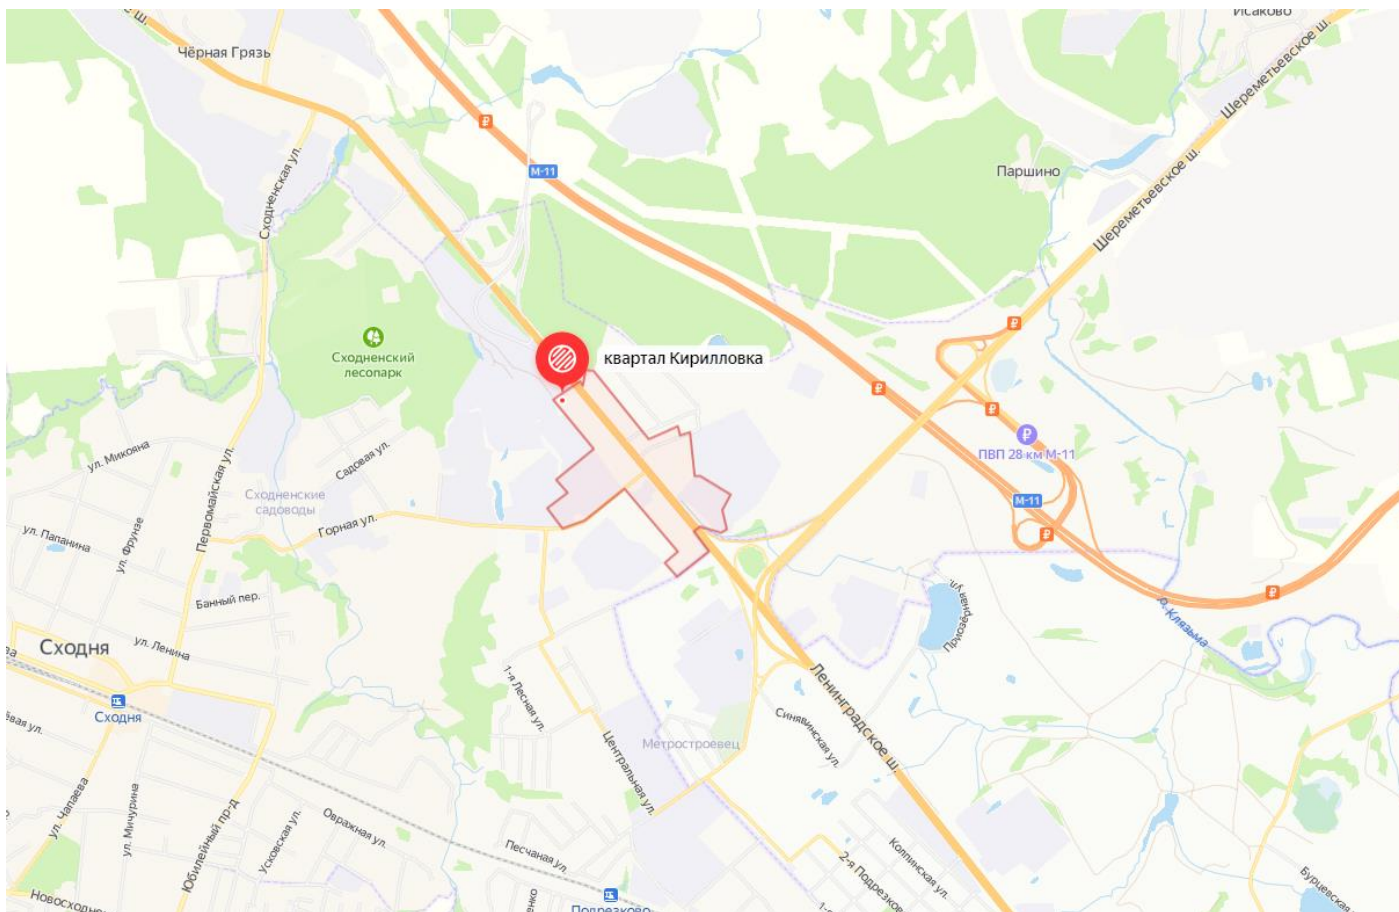 ш.
Исаково
Чёрная Грязь
Шереметьевское ш.
М-11
Паршино
Сходненская ул.
Шереметьевское ш.
Сходненский
лесопарк
квартал Кирилловка
ул. Микояна
Садовая ул.
Первомайская ул.
ПВП 28 км М-11
Сходненские
садоводы
М-11
Горная ул.
ул. Папанина
ул. Фрунзе
Банный пер.
Приозёрная ул.
р. Клязьма
ул. Ленина
Сходня
1-я Лесная ул.
Ленинградское ш.
Сходня
Синявинская ул.
Метростроевец
Центральная ул.
ул. Чапаева
ул. Мичурина
Юбилейный пр-д
Усковская ул.
Овражная ул.
Песчаная ул.
Колпинская ул.
2-я Подрезко
Бурцевская
Новосходне
Подрезково